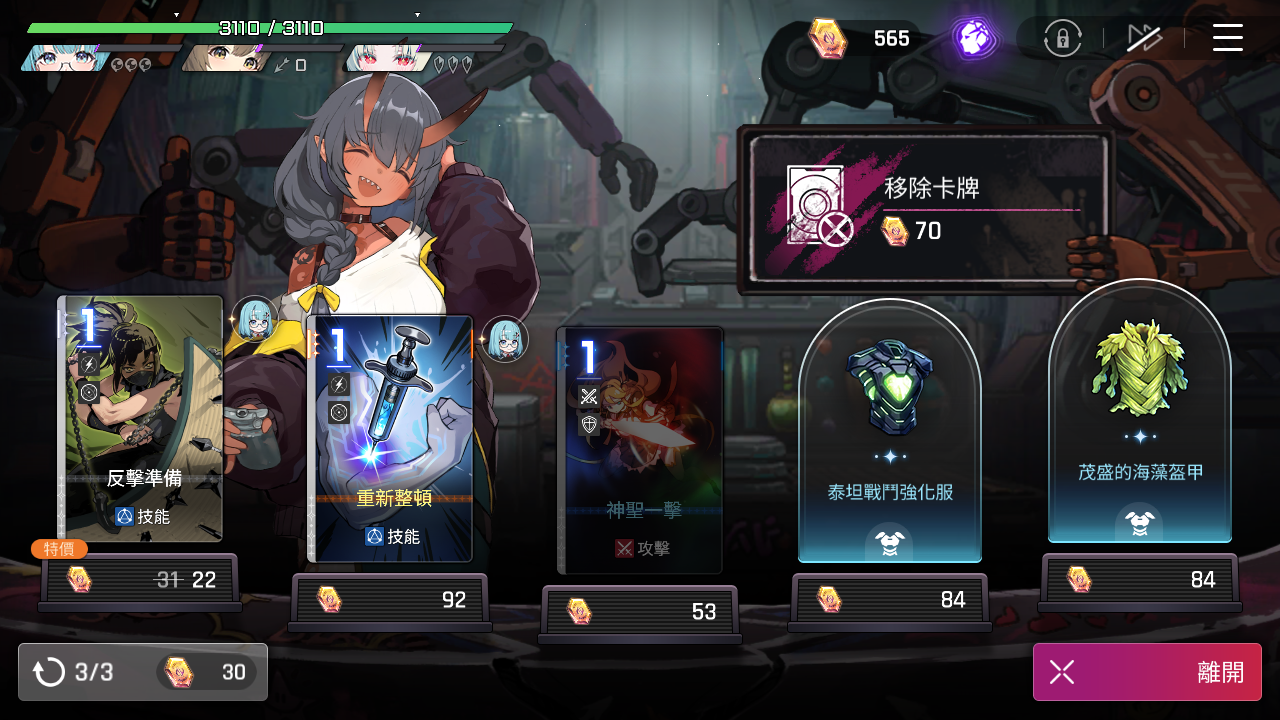 3110 / 3110
565
0
移除卡牌
70
1
反擊準備
技能
特價
31 22
1
重新整頓
技能
92
1
神聖一擊
攻擊
53
泰坦戰鬥強化服
84
茂盛的海藻盔甲
84
3/3
30
離開